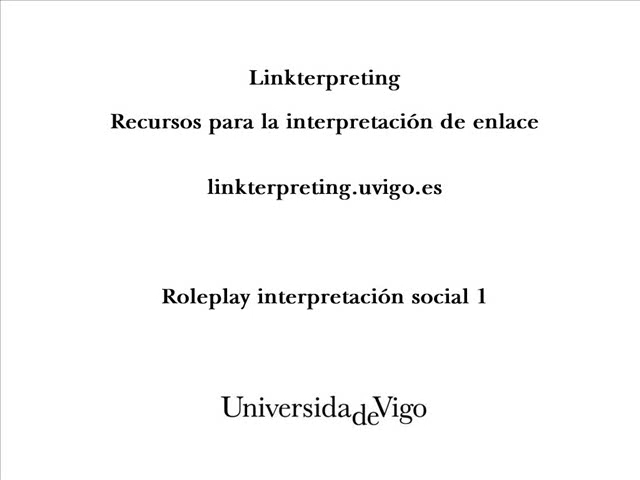 Linkterpreting
Recursos para la interpretación de enlace
linkterpreting.uvigo.es
Roleplay interpretación social 1
UniversidadeVigo